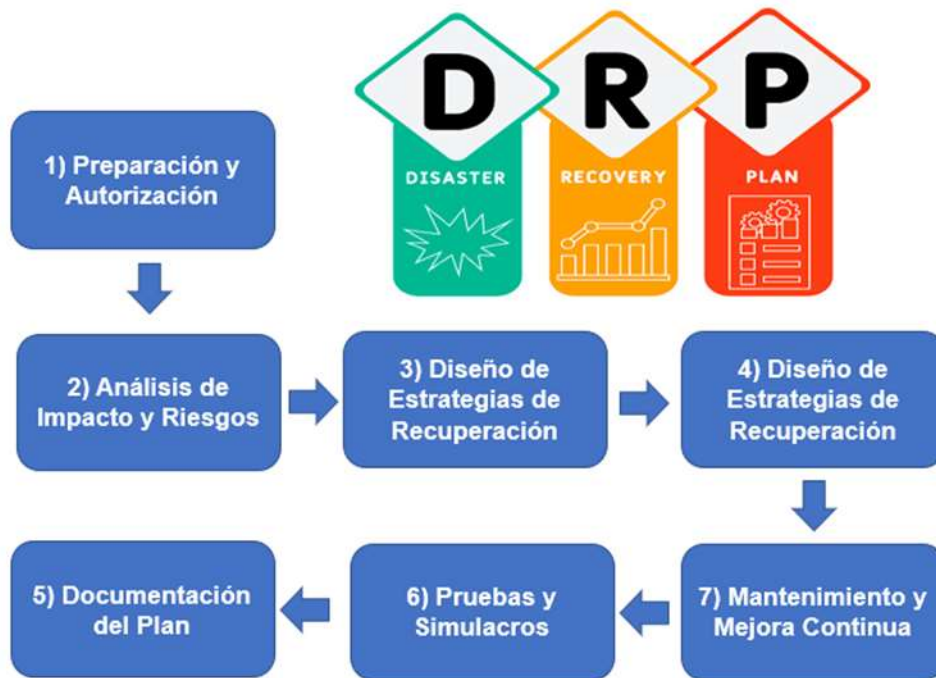 D R P
DISASTER
RECOVERY
PLAN
1) Preparación y
Autorización
2) Análisis de
Impacto y Riesgos
3) Diseño de
Estrategias de
Recuperación
4) Diseño de
Estrategias de
Recuperación
5) Documentación
del Plan
6) Pruebas y
Simulacros
7) Mantenimiento y
Mejora Continua